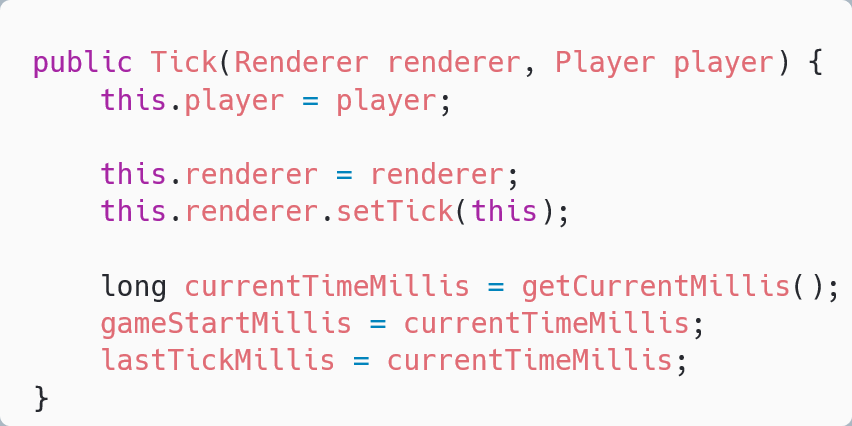 public Tick(Renderer renderer, Player player) {
    this.player = player;

    this.renderer = renderer;
    this.renderer.setTick(this);

    long currentTimeMillis = getCurrentMillis();
    gameStartMillis = currentTimeMillis;
    lastTickMillis = currentTimeMillis;
}